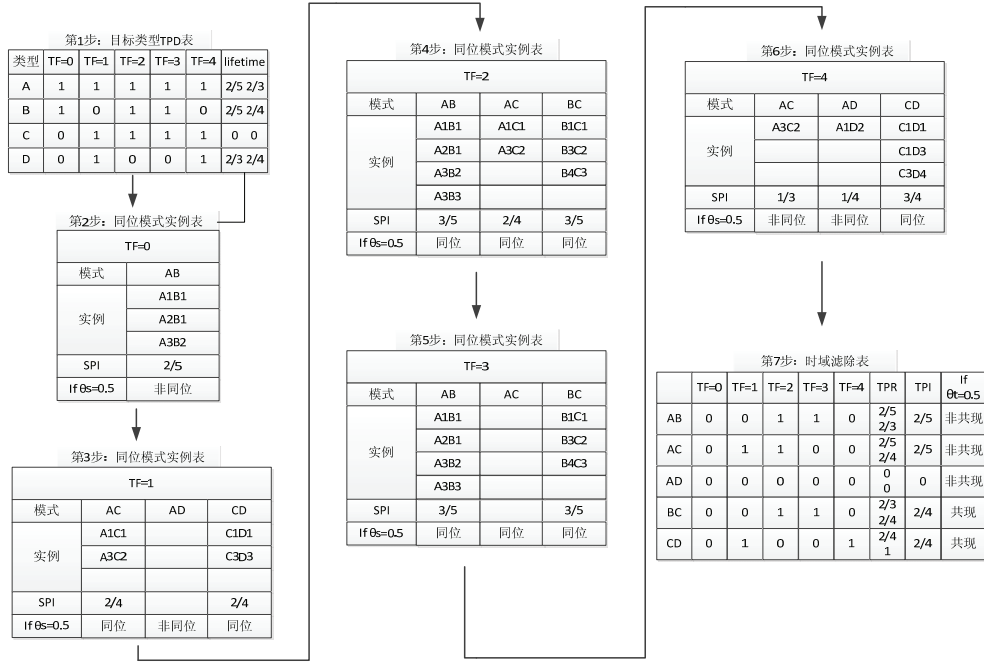 第1步：目标类型TPD表
类型 TF=0 TF=1 TF=2 TF=3 TF=4 lifetime
A 1 1 1 1 1 2/5 2/3
B 1 0 1 1 0 2/5 2/4
C 0 1 1 1 1 0 0
D 0 1 0 0 1 2/3 2/4
第2步：同位模式实例表
TF=0
模式 AB
实例
A1B1
A2B1
A3B2
SPI 2/5
If θs=0.5 非同位
第3步：同位模式实例表
TF=1
模式 AC AD CD
实例
A1C1 C1D1
A3C2 C3D3
SPI 2/4 2/4
If θs=0.5 同位 非同位 同位
第4步：同位模式实例表
TF=2
模式 AB AC BC
实例
A1B1 A1C1 B1C1
A2B1 A3C2 B3C2
A3B2 B4C3
A3B3
SPI 3/5 2/4 3/5
If θs=0.5 同位 同位 同位
第5步：同位模式实例表
TF=3
模式 AB AC BC
实例
A1B1 B1C1
A2B1 B3C2
A3B2 B4C3
A3B3
SPI 3/5 3/5
If θs=0.5 同位 同位 同位
第6步：同位模式实例表
TF=4
模式 AC AD CD
实例
A3C2 A1D2 C1D1
C1D3
C3D4
SPI 1/3 1/4 3/4
If θs=0.5 非同位 非同位 同位
第7步：时域滤除表
TF=0 TF=1 TF=2 TF=3 TF=4 TPR TPI If θt=0.5
AB 0 0 1 1 0 2/5 2/3 2/5 非共现
AC 0 1 1 0 0 2/5 2/4 2/5 非共现
AD 0 0 0 非共现
BC 0 0 1 1 0 2/3 2/4 2/4 共现
CD 0 1 0 0 1 2/4 1 2/4 共现